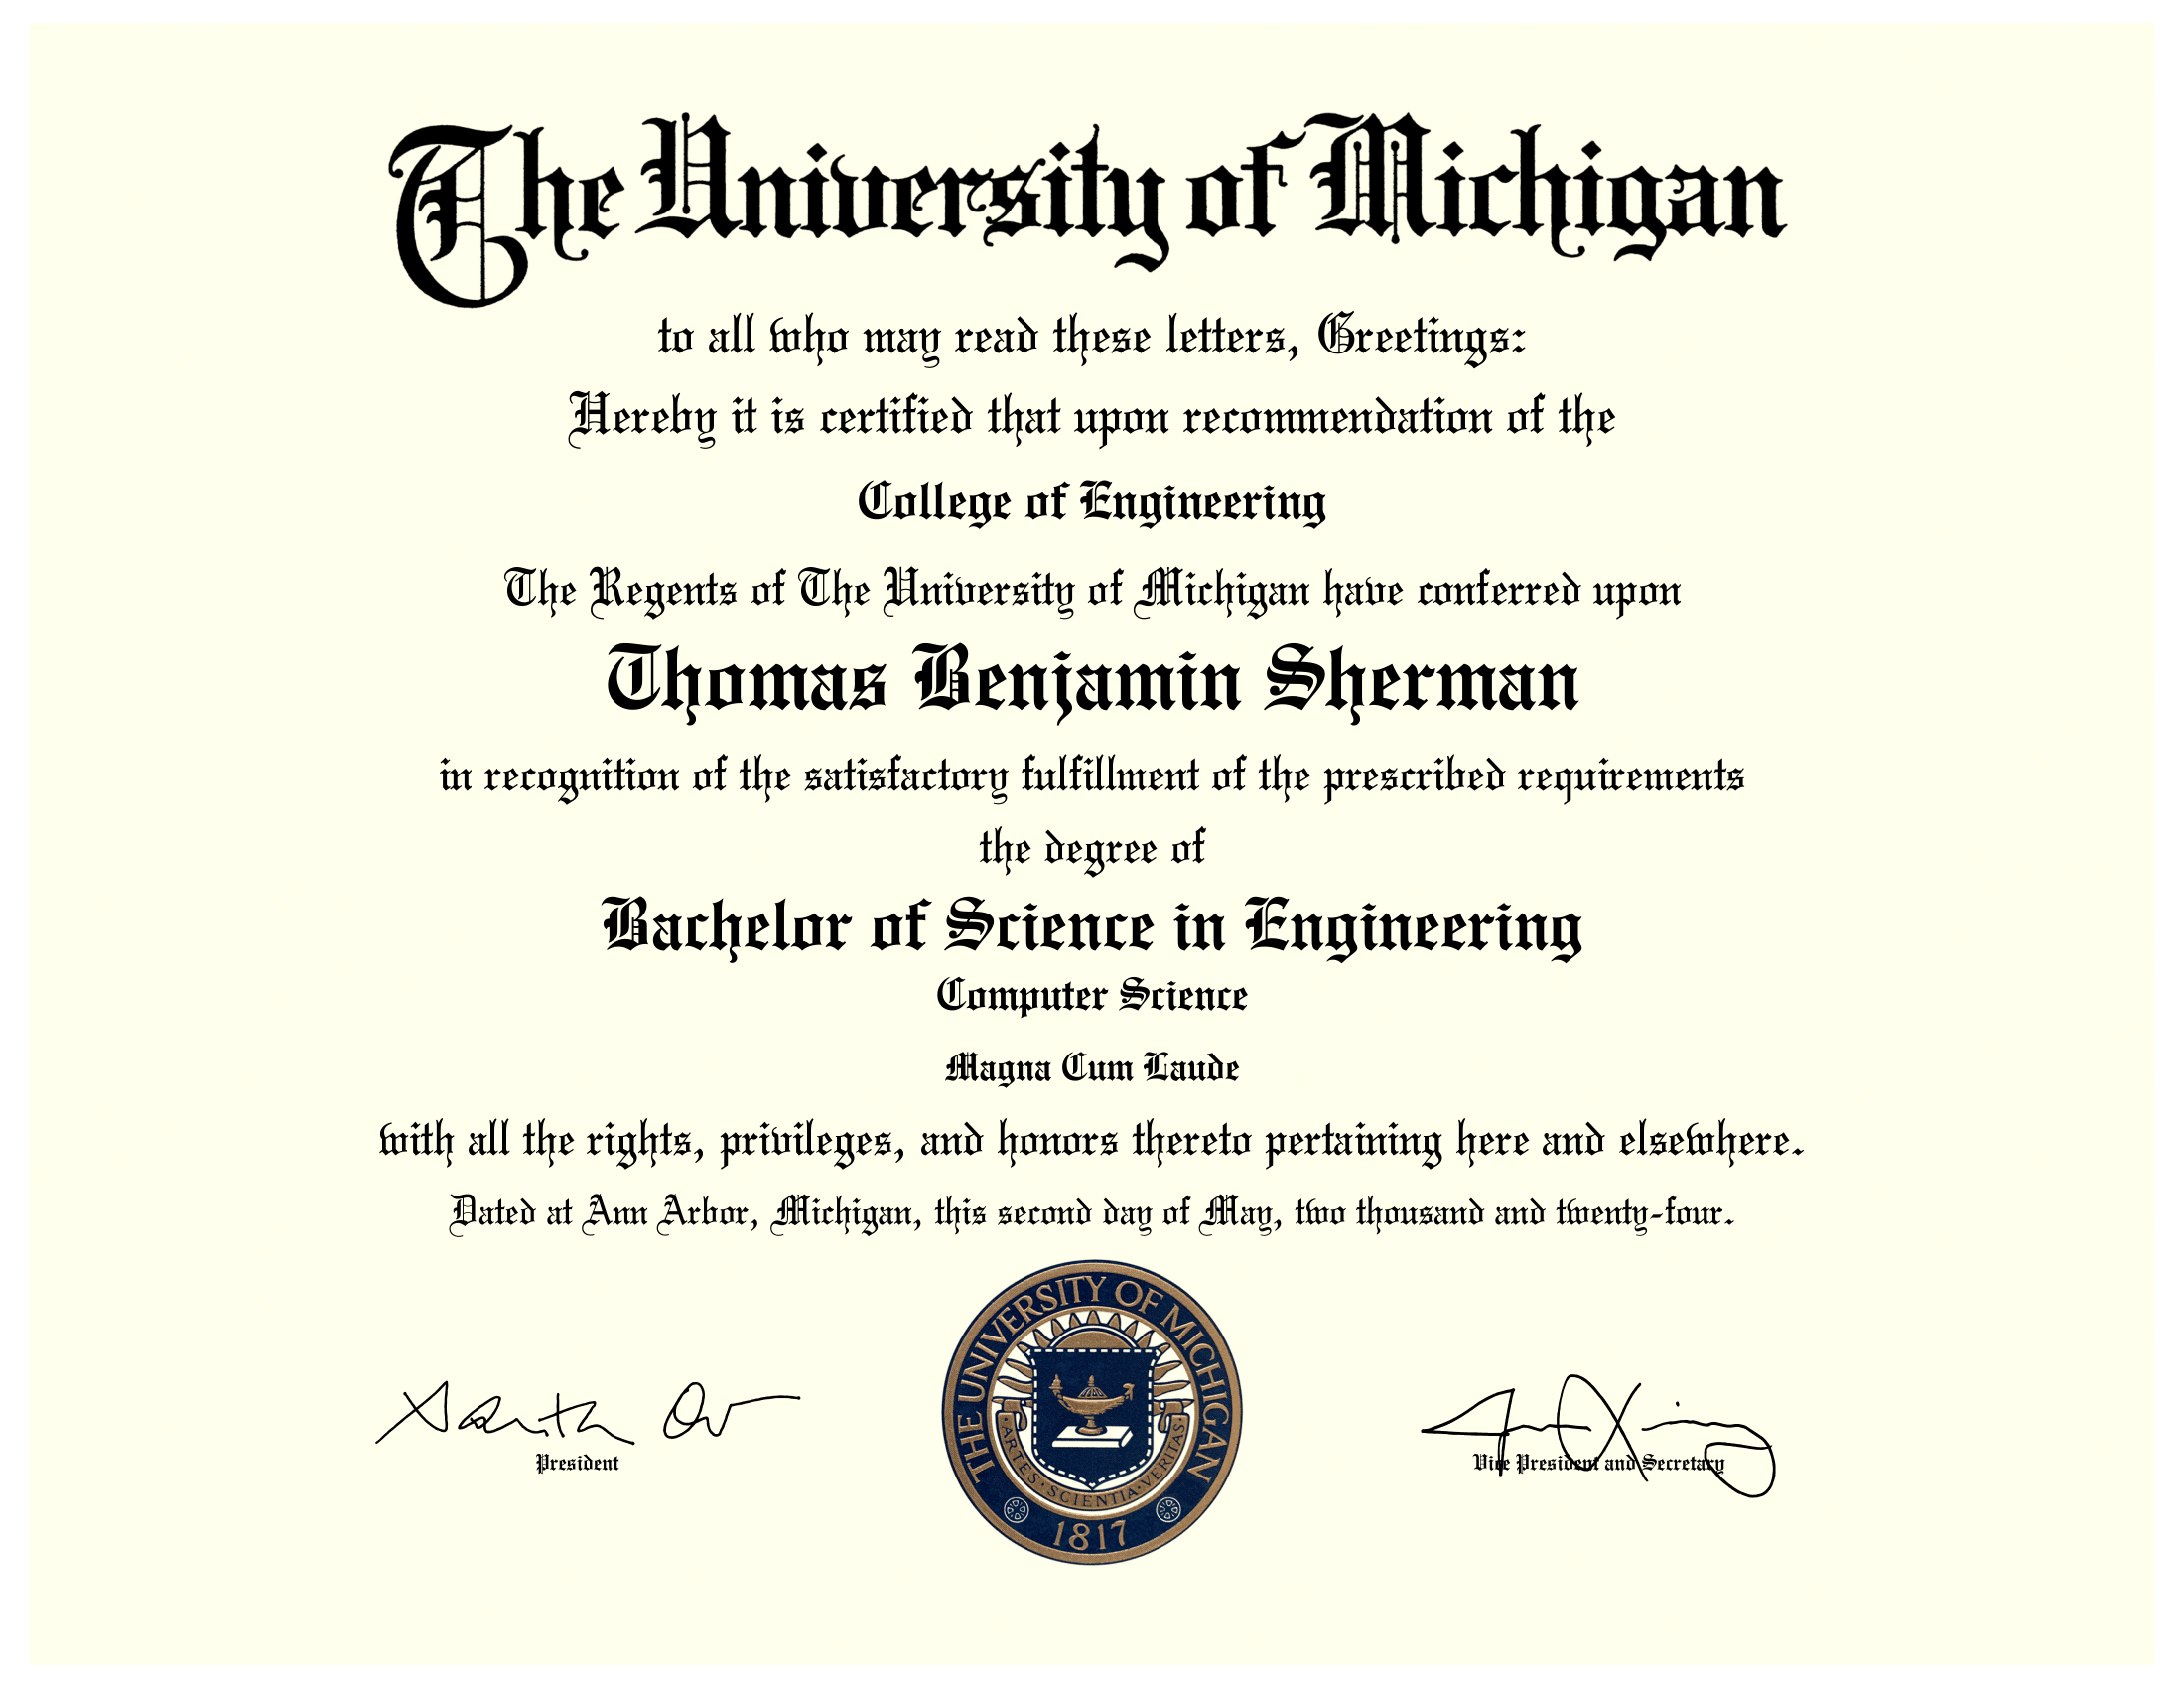 The University of Michigan
to all who may read these letters, Greetings:
Hereby it is certified that upon recommendation of the
College of Engineering
The Regents of The University of Michigan have conferred upon
Thomas Benjamin Sherman
in recognition of the satisfactory fulfillment of the prescribed requirements
the degree of
Bachelor of Science in Engineering
Computer Science
Magna Cum Laude
with all the rights, privileges, and honors thereto pertaining here and elsewhere.
Dated at Ann Arbor, Michigan, this second day of May, two thousand and twenty-four.
THE UNIVERSITY OF MICHIGAN
ARTES · SCIENTIA · VERITAS
1817
President
Vice President and Secretary